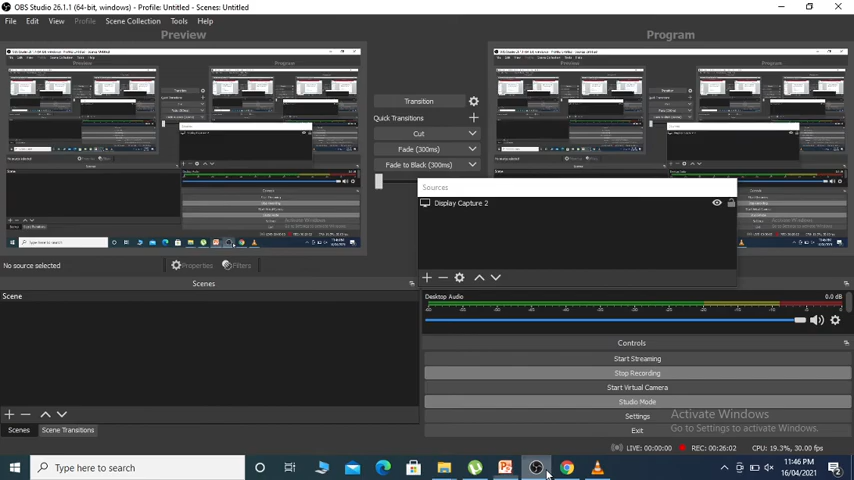 OBS Studio 26.1.1 (64-bit, windows) - Profile: Untitled - Scenes: Untitled
File Edit View Profile Scene Collection Tools Help
Preview
Program
Transition
Quick Transitions
Cut
Fade (300ms)
Fade to Black (300ms)
Sources
Display Capture 2
No source selected
Properties
Filters
Scenes
Scene
Desktop Audio
0.0 dB
Controls
Start Streaming
Stop Recording
Start Virtual Camera
Studio Mode
Settings
Exit
Activate Windows
Go to Settings to activate Windows.
Scenes
Scene Transitions
LIVE: 00:00:00
REC: 00:26:02
CPU: 19.3%, 30.00 fps
Type here to search
11:46 PM
16/04/2021
2